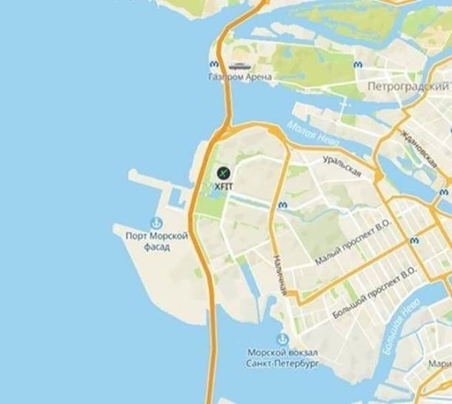 Газпром Арена
Петроградский
Малая Нева
Ждановская
Уральская
XFIT
Порт Морской
фасад
Малый проспект В.О.
Наличная
Большой проспект В.О.
Большая Нева
Морской вокзал
Санкт-Петербург
Мари